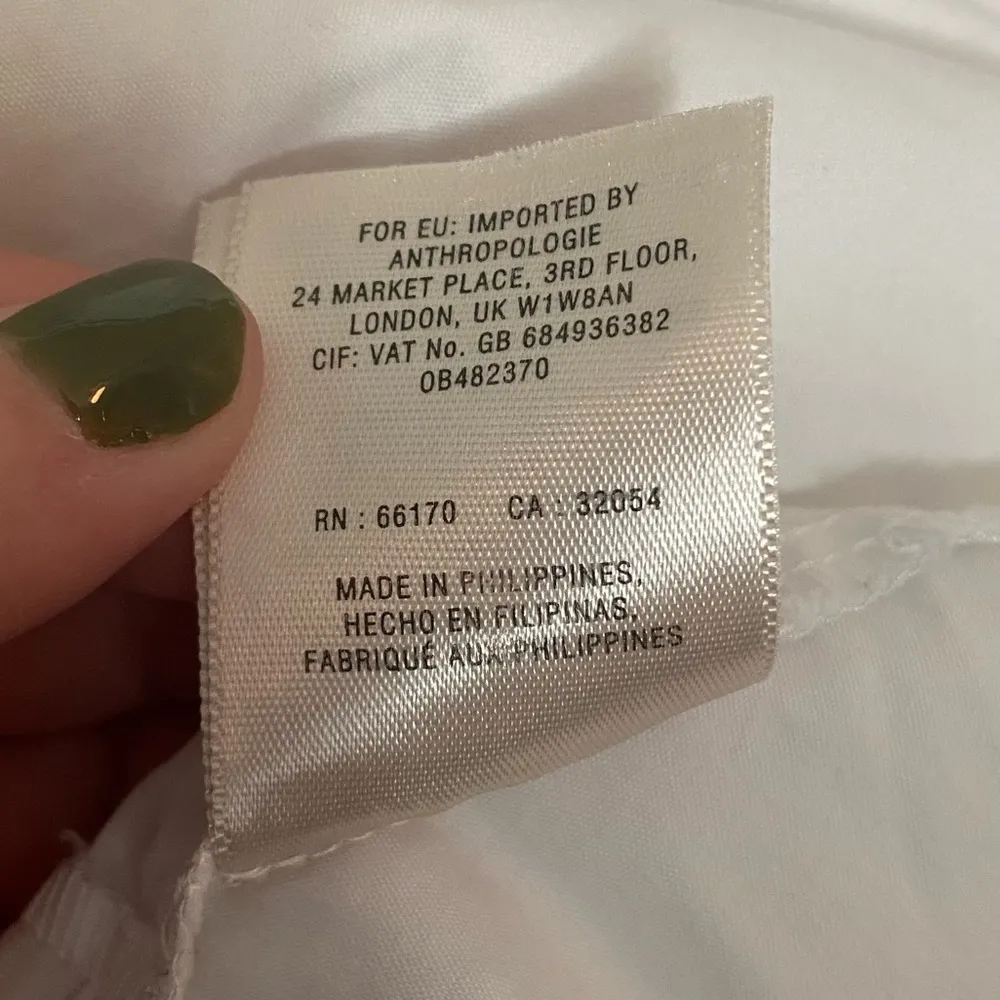 FOR EU: IMPORTED BY
ANTHROPOLOGIE
24 MARKET PLACE, 3RD FLOOR,
LONDON, UK W1W8AN
CIF: VAT No. GB 684936382
0B482370
RN : 66170 CA : 32054
MADE IN PHILIPPINES.
HECHO EN FILIPINAS.
FABRIQUÉ AUX PHILIPPINES